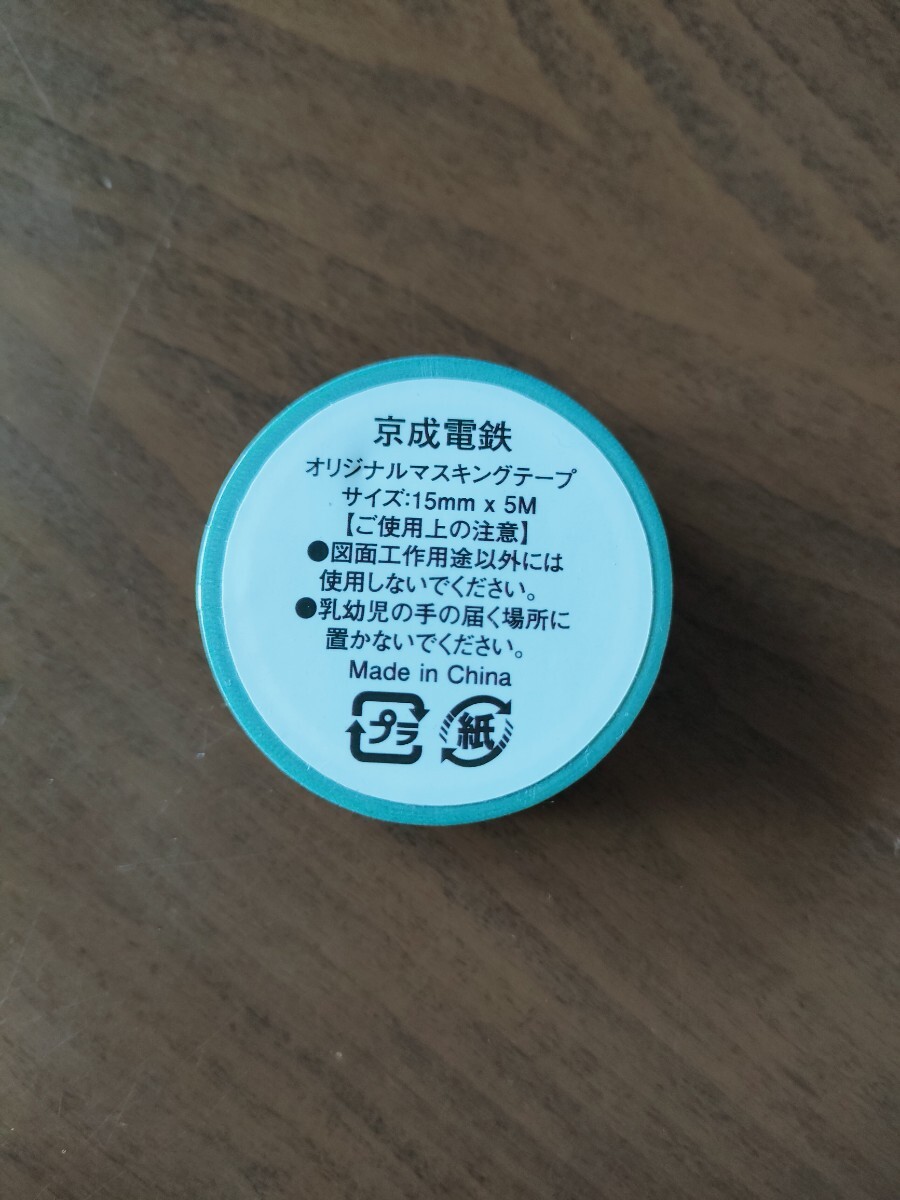 京成電鉄
オリジナルマスキングテープ
サイズ:15mm x 5M
【ご使用上の注意】
●図面工作用途以外には
使用しないでください。
●乳幼児の手の届く場所に
置かないでください。
Made in China
プラ 紙